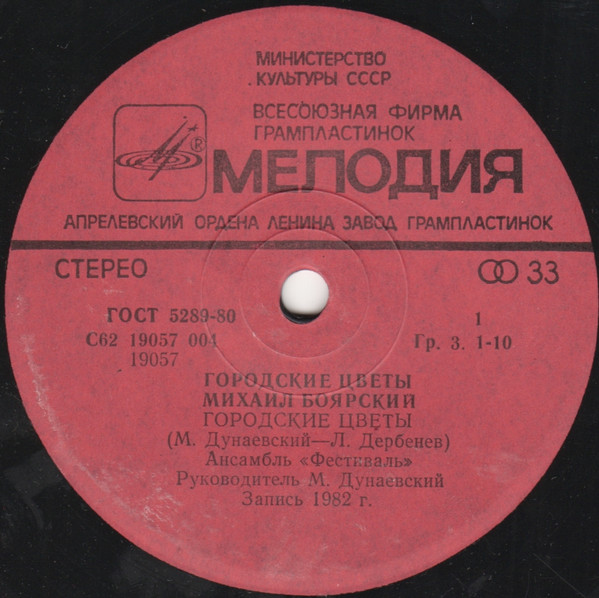 МИНИСТЕРСТВО
КУЛЬТУРЫ СССР
ВСЕСОЮЗНАЯ ФИРМА
ГРАМПЛАСТИНОК
®
МЕЛОДИЯ
АПРЕЛЕВСКИЙ ОРДЕНА ЛЕНИНА ЗАВОД ГРАМПЛАСТИНОК
СТЕРЕО
33
ГОСТ 5289-80
1
С62 19057 004
Гр. 3. 1-10
19057
ГОРОДСКИЕ ЦВЕТЫ
МИХАИЛ БОЯРСКИЙ
ГОРОДСКИЕ ЦВЕТЫ
(М. Дунаевский—Л. Дербенев)
Ансамбль «Фестиваль»
Руководитель М. Дунаевский
Запись 1982 г.